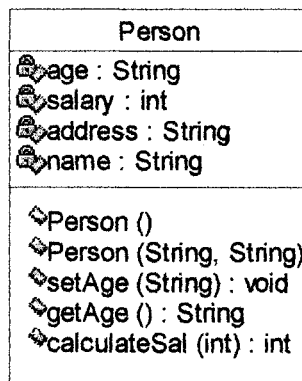 Person
age : String
salary : int
address : String
name : String
Person ()
Person (String, String)
setAge (String) : void
getAge () : String
calculateSal (int) : int